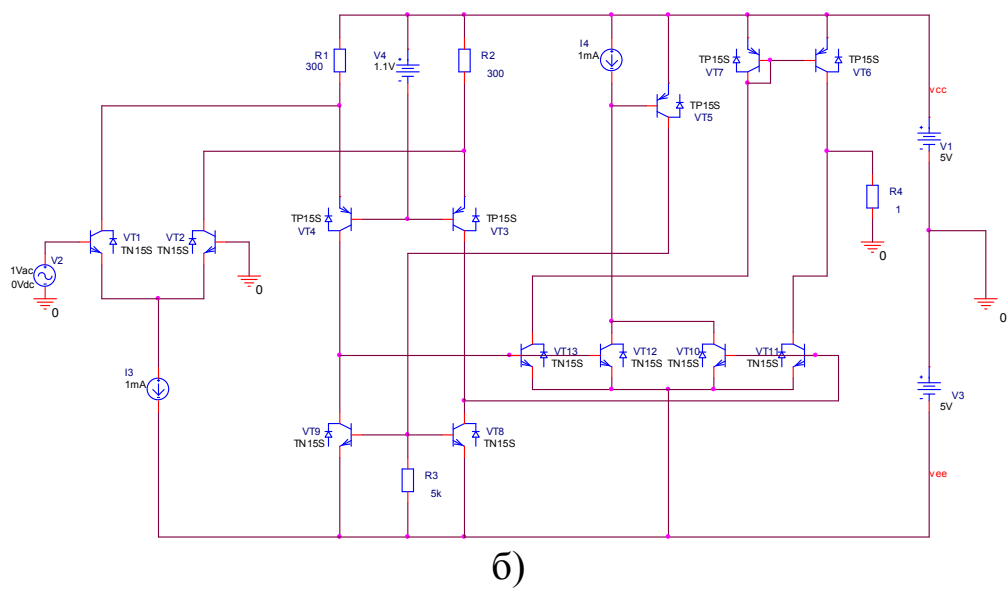 R1
300
V4
1.1V
R2
300
I4
1mA
TP15S
VT7
TP15S
VT6
TP15S
VT5
vcc
V1
5V
R4
1
0
TP15S
VT4
TP15S
VT3
VT1
TN15S
VT2
TN15S
V2
1Vac
0Vdc
0
0
0
I3
1mA
VT13
TN15S
VT12
TN15S
VT10
TN15S
VT11
TN15S
V3
5V
VT9
TN15S
VT8
TN15S
R3
5k
vee
б)